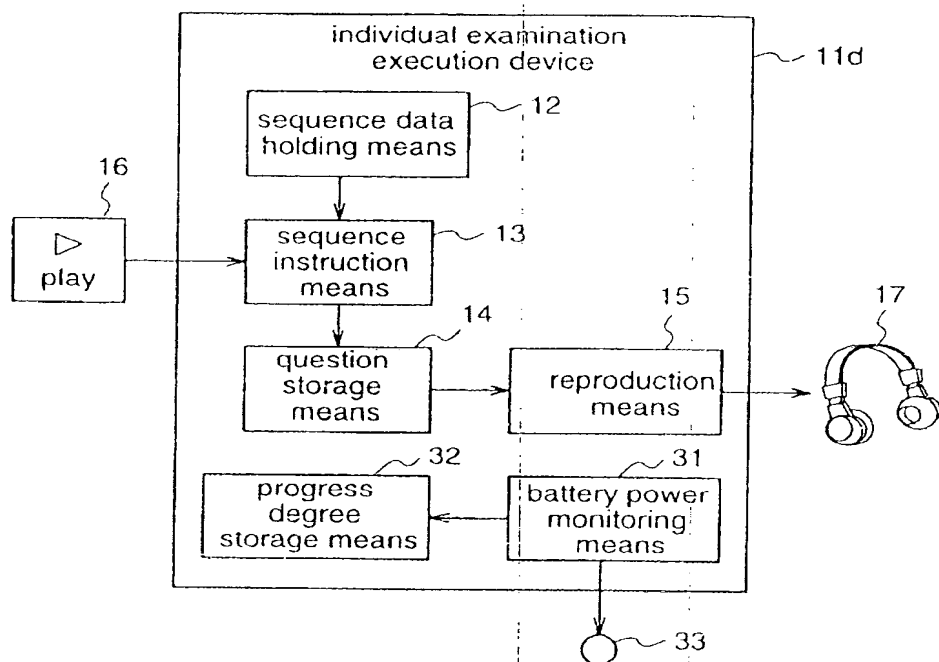 individual examination
execution device
11d
12
sequence data
holding means
16
▷
play
sequence
instruction
means
13
14
question
storage
means
15
reproduction
means
17
32
progress
degree
storage means
31
battery power
monitoring
means
33